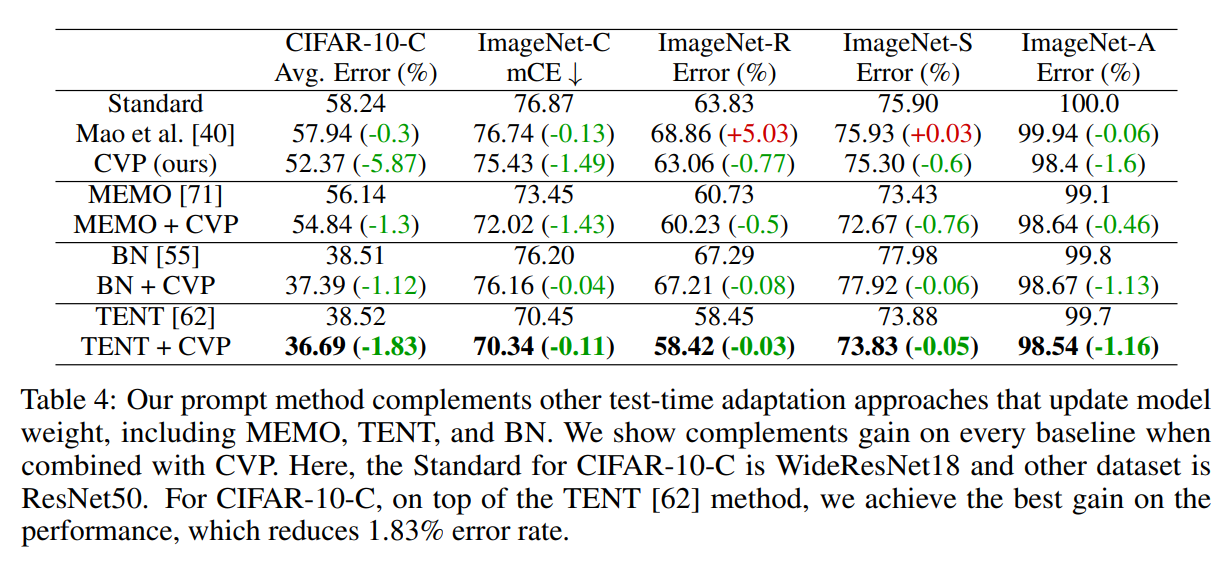 CIFAR-10-C ImageNet-C ImageNet-R ImageNet-S ImageNet-A
Avg. Error (%) mCE ↓ Error (%) Error (%) Error (%)
Standard 58.24 76.87 63.83 75.90 100.0
Mao et al. [40] 57.94 (-0.3) 76.74 (-0.13) 68.86 (+5.03) 75.93 (+0.03) 99.94 (-0.06)
CVP (ours) 52.37 (-5.87) 75.43 (-1.49) 63.06 (-0.77) 75.30 (-0.6) 98.4 (-1.6)
MEMO [71] 56.14 73.45 60.73 73.43 99.1
MEMO + CVP 54.84 (-1.3) 72.02 (-1.43) 60.23 (-0.5) 72.67 (-0.76) 98.64 (-0.46)
BN [55] 38.51 76.20 67.29 77.98 99.8
BN + CVP 37.39 (-1.12) 76.16 (-0.04) 67.21 (-0.08) 77.92 (-0.06) 98.67 (-1.13)
TENT [62] 38.52 70.45 58.45 73.88 99.7
TENT + CVP 36.69 (-1.83) 70.34 (-0.11) 58.42 (-0.03) 73.83 (-0.05) 98.54 (-1.16)
Table 4: Our prompt method complements other test-time adaptation approaches that update model
weight, including MEMO, TENT, and BN. We show complements gain on every baseline when
combined with CVP. Here, the Standard for CIFAR-10-C is WideResNet18 and other dataset is
ResNet50. For CIFAR-10-C, on top of the TENT [62] method, we achieve the best gain on the
performance, which reduces 1.83% error rate.